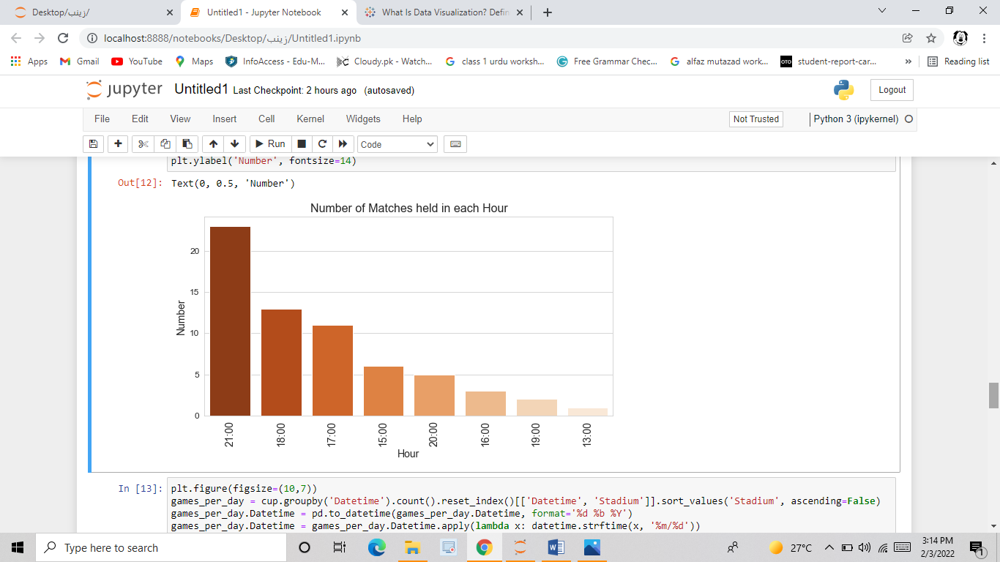 Desktop/زينب/
Untitled1 - Jupyter Notebook
What Is Data Visualization? Defin
localhost:8888/notebooks/Desktop/زينب/Untitled1.ipynb
Apps
Gmail
YouTube
Maps
InfoAccess - Edu-M...
Cloudy.pk - Watch...
class 1 urdu worksh...
Free Grammar Chec...
alfaz mutazad work...
OTO
student-report-car...
»
Reading list
jupyter
Untitled1 Last Checkpoint: 2 hours ago (autosaved)
Logout
File
Edit
View
Insert
Cell
Kernel
Widgets
Help
Not Trusted
Python 3 (ipykernel)
Run
Code
plt.ylabel('Number', fontsize=14)
Out[12]: Text(0, 0.5, 'Number')
Number of Matches held in each Hour
Number
20
15
10
5
0
21:00
18:00
17:00
15:00
20:00
16:00
19:00
13:00
Hour
In [13]: plt.figure(figsize=(10,7))
games_per_day = cup.groupby('Datetime').count().reset_index()[['Datetime', 'Stadium']].sort_values('Stadium', ascending=False)
games_per_day.Datetime = pd.to_datetime(games_per_day.Datetime, format='%d %b %Y')
games_per_day.Datetime = games_per_day.Datetime.apply(lambda x: datetime.strftime(x, '%m/%d'))
Type here to search
27°C
3:14 PM
2/3/2022
1